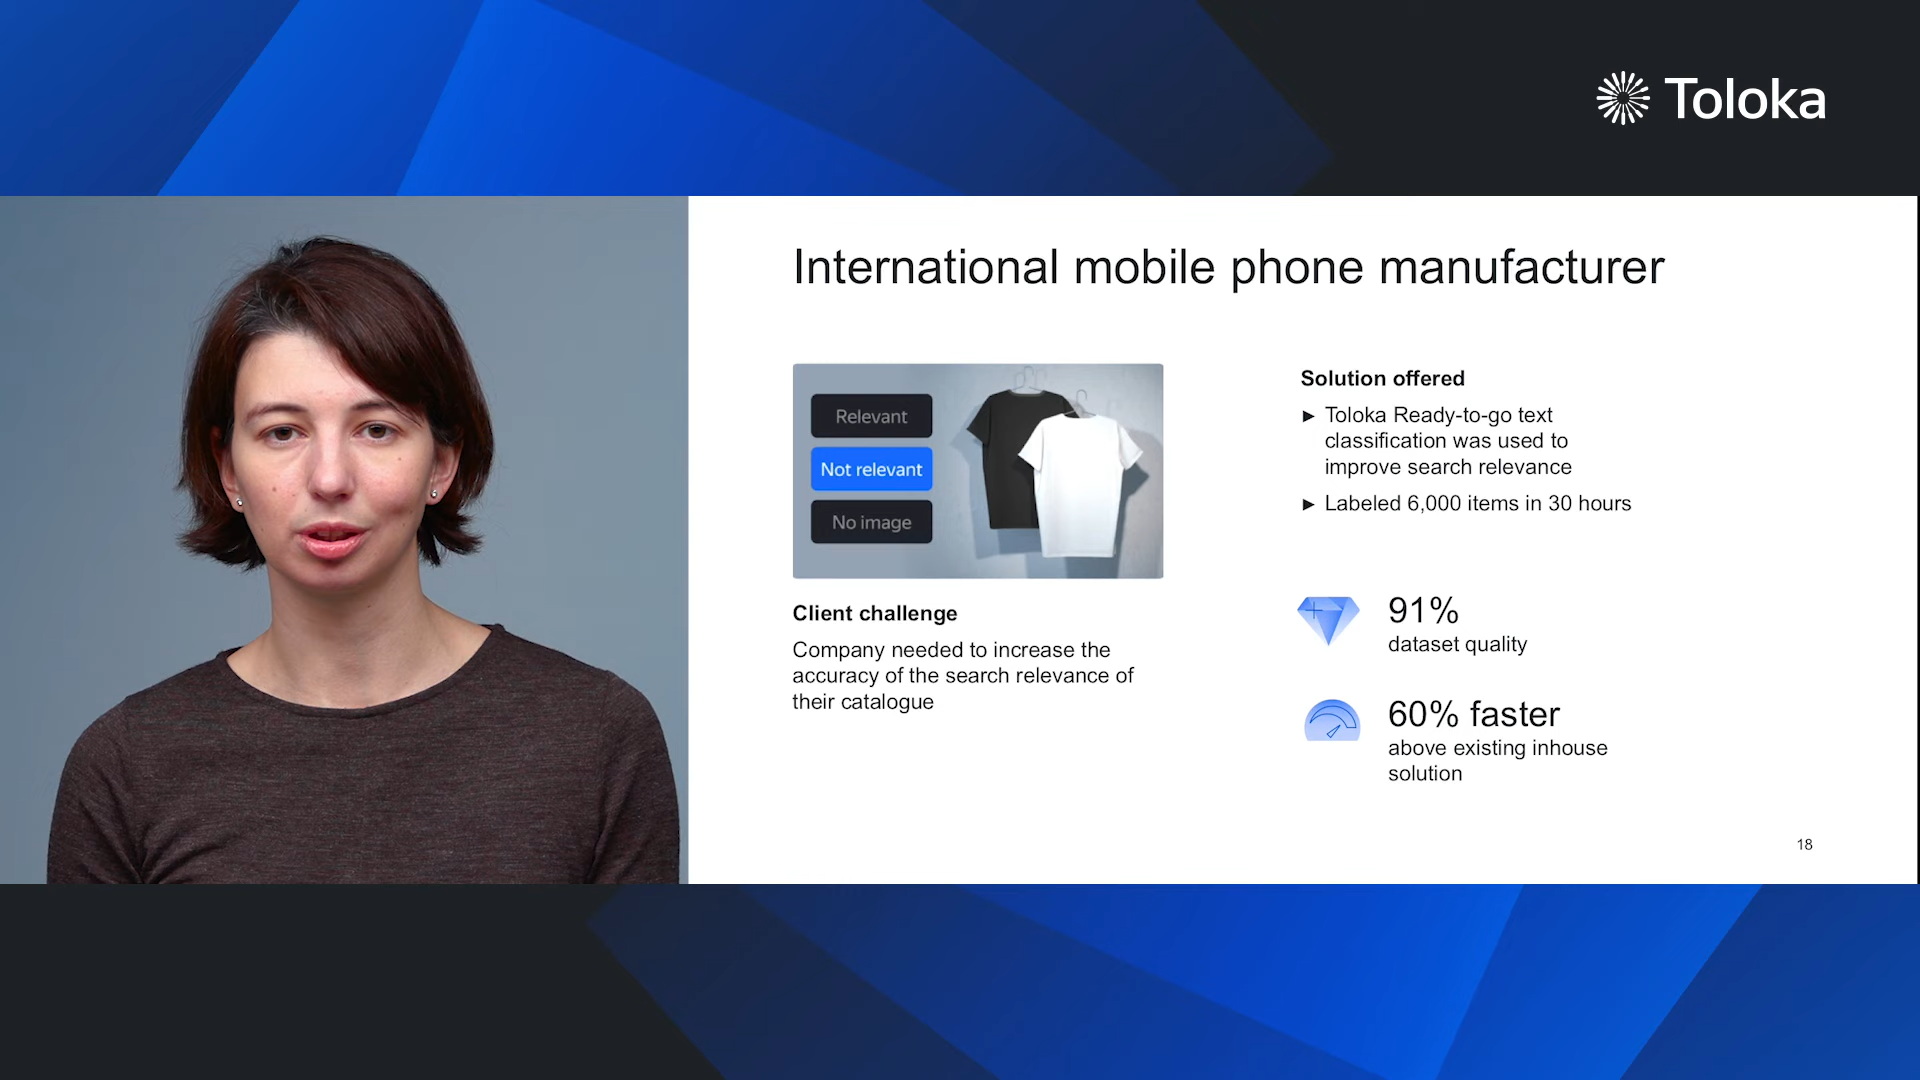 Toloka
International mobile phone manufacturer
Relevant
Not relevant
No image
Client challenge
Company needed to increase the
accuracy of the search relevance of
their catalogue
Solution offered
► Toloka Ready-to-go text
classification was used to
improve search relevance
► Labeled 6,000 items in 30 hours
91%
dataset quality
60% faster
above existing inhouse
solution
18